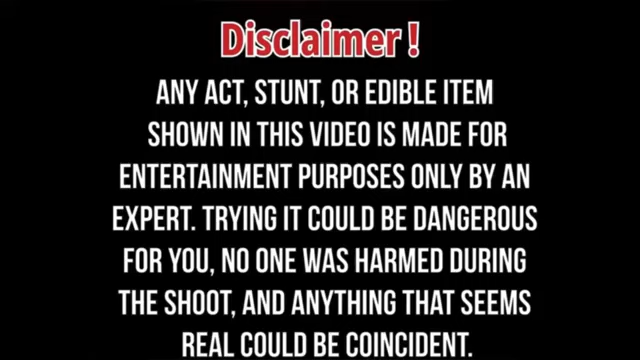 Disclaimer !
ANY ACT, STUNT, OR EDIBLE ITEM
SHOWN IN THIS VIDEO IS MADE FOR
ENTERTAINMENT PURPOSES ONLY BY AN
EXPERT. TRYING IT COULD BE DANGEROUS
FOR YOU, NO ONE WAS HARMED DURING
THE SHOOT, AND ANYTHING THAT SEEMS
REAL COULD BE COINCIDENT.